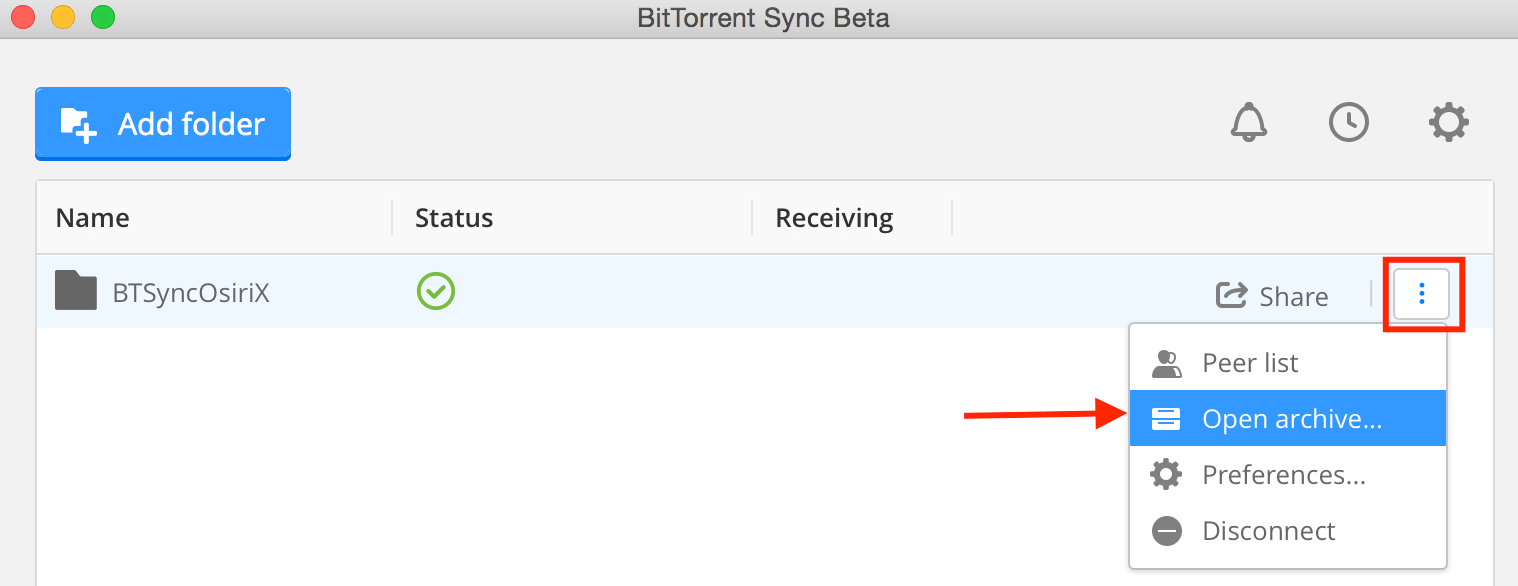 BitTorrent Sync Beta
Add folder
Name Status Receiving
BTSyncOsiriX Share
Peer list
Open archive...
Preferences...
Disconnect